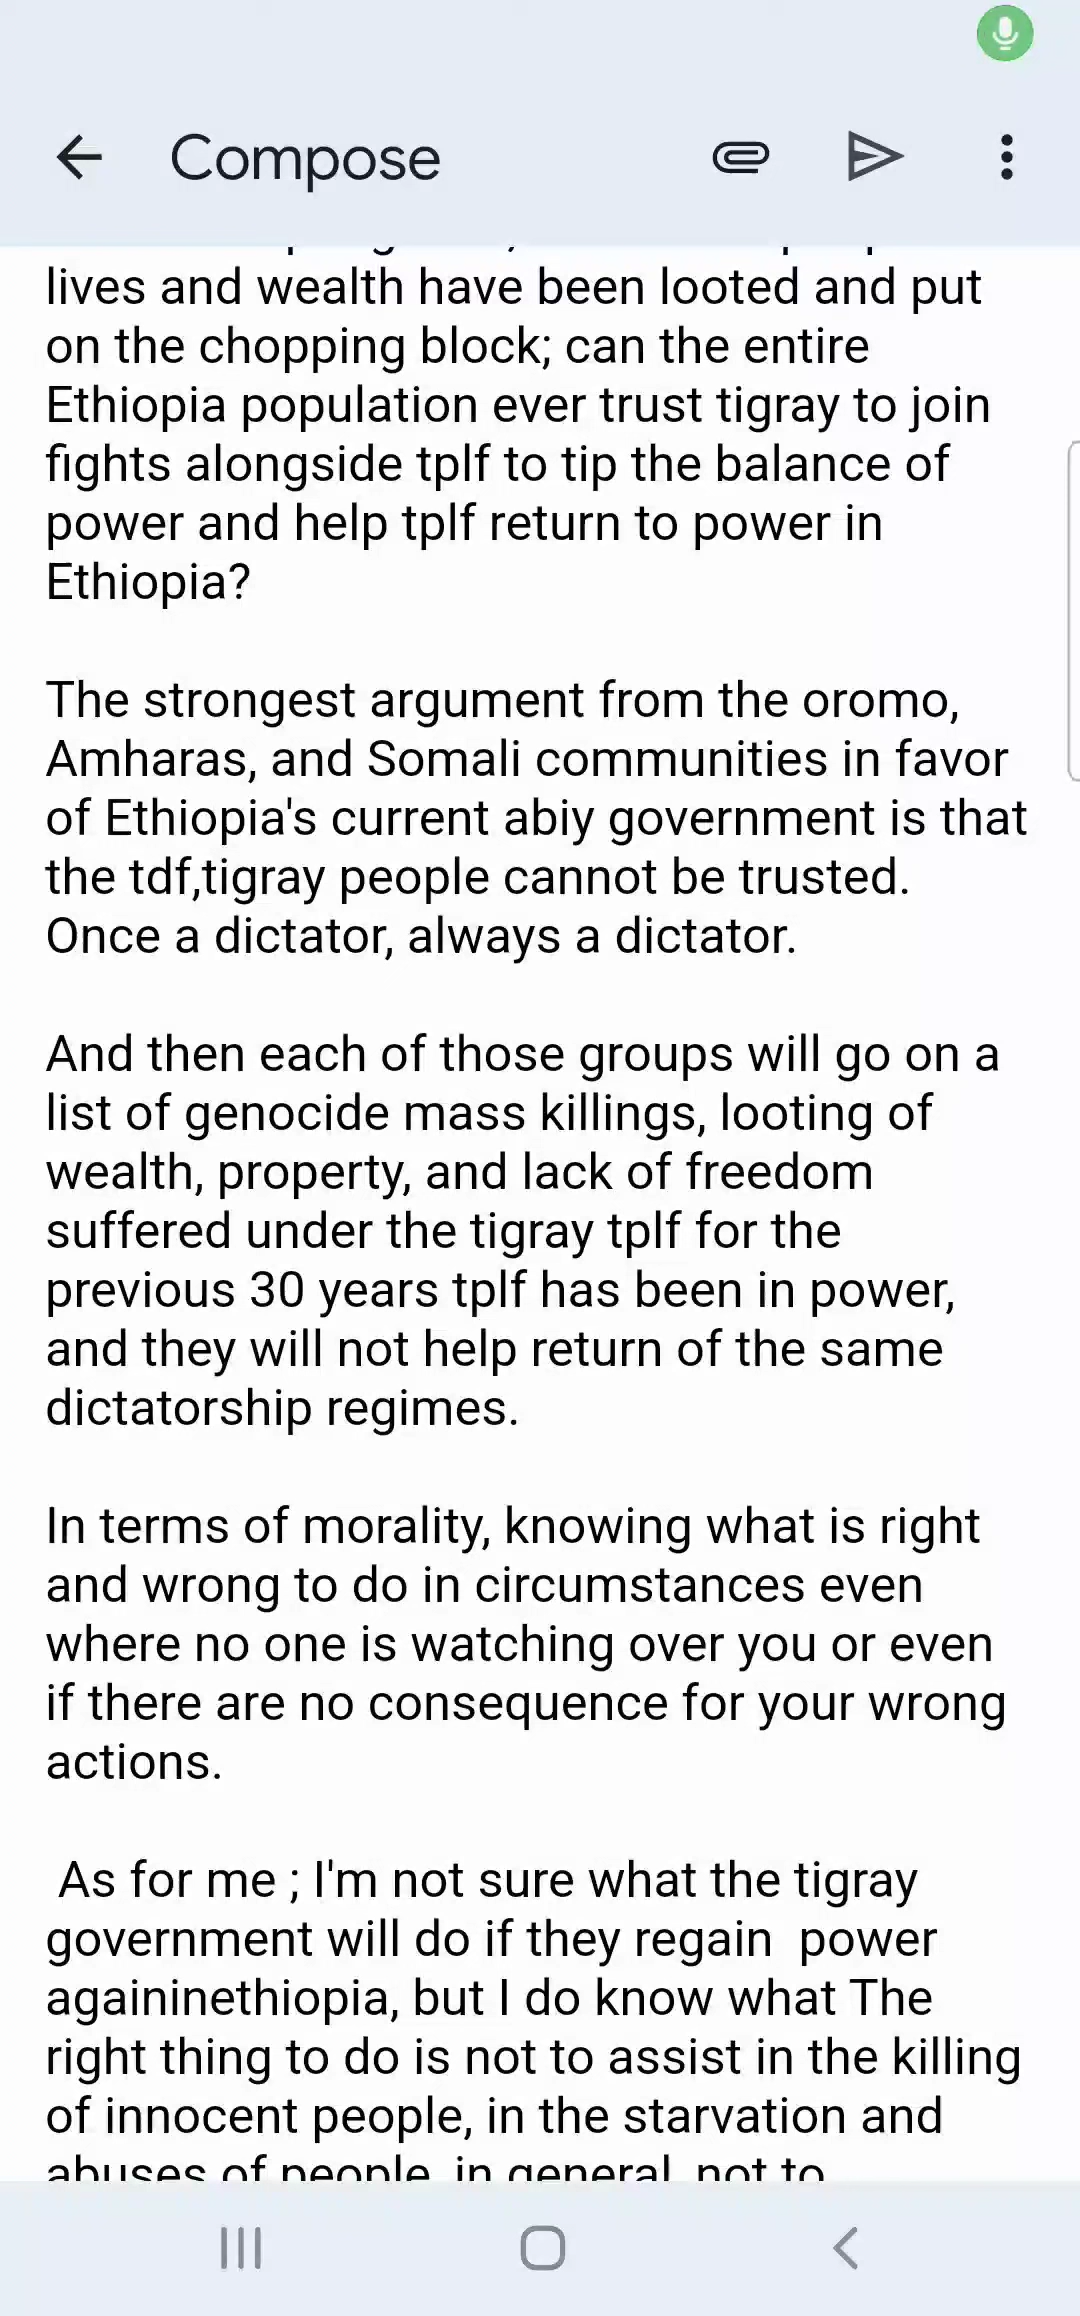 Compose
lives and wealth have been looted and put
on the chopping block; can the entire
Ethiopia population ever trust tigray to join
fights alongside tplf to tip the balance of
power and help tplf return to power in
Ethiopia?
The strongest argument from the oromo,
Amharas, and Somali communities in favor
of Ethiopia's current abiy government is that
the tdf,tigray people cannot be trusted.
Once a dictator, always a dictator.
And then each of those groups will go on a
list of genocide mass killings, looting of
wealth, property, and lack of freedom
suffered under the tigray tplf for the
previous 30 years tplf has been in power,
and they will not help return of the same
dictatorship regimes.
In terms of morality, knowing what is right
and wrong to do in circumstances even
where no one is watching over you or even
if there are no consequence for your wrong
actions.
As for me ; I'm not sure what the tigray
government will do if they regain  power
againinethiopia, but I do know what The
right thing to do is not to assist in the killing
of innocent people, in the starvation and
abuses of people, in general, not to